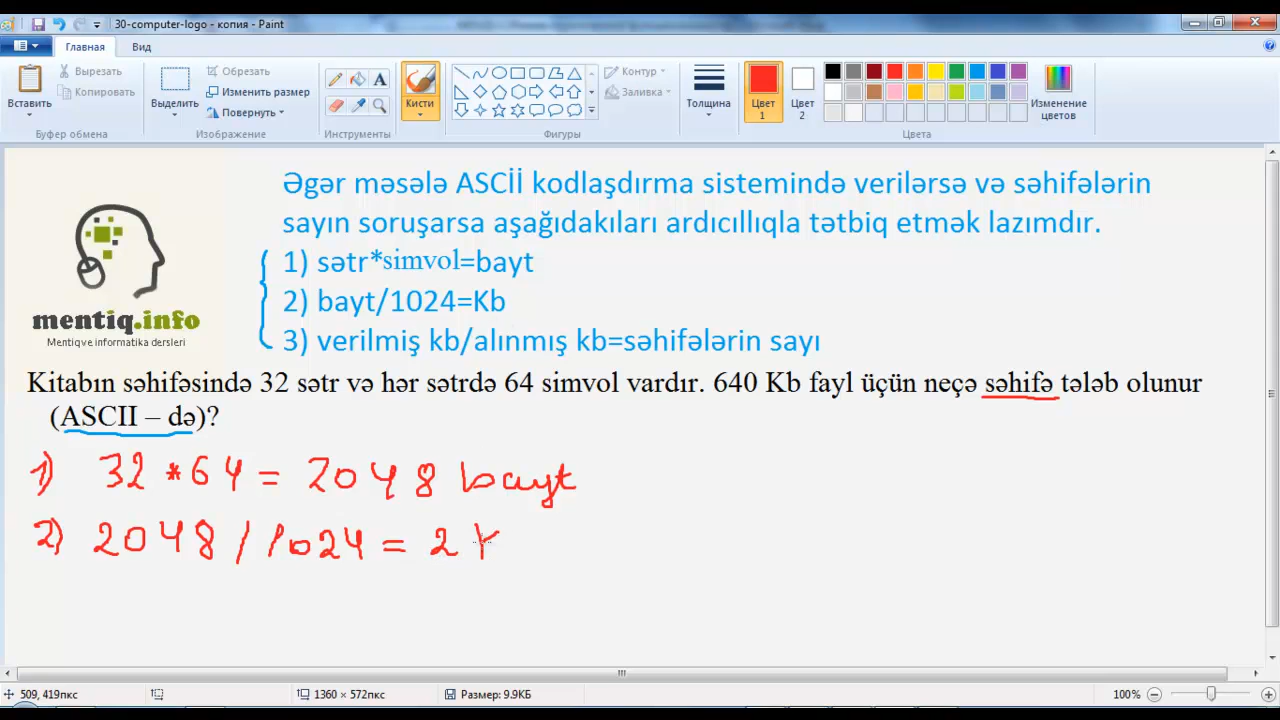 30-computer-logo - копия - Paint
Главная Вид
Вставить
Вырезать
Копировать
Буфер обмена
Выделить
Обрезать
Изменить размер
Повернуть
Изображение
Инструменты
Кисти
Контур
Заливка
Фигуры
Толщина
Цвет 1
Цвет 2
Изменение цветов
Цвета
mentiq.info
Mentiq ve informatika dersleri
Əgər məsələ ASCİİ kodlaşdırma sistemində verilərsə və səhifələrin
sayın soruşarsa aşağıdakıları ardıcıllıqla tətbiq etmək lazımdır.
1) sətr*simvol=bayt
2) bayt/1024=Kb
3) verilmiş kb/alınmış kb=səhifələrin sayı
Kitabın səhifəsində 32 sətr və hər sətrdə 64 simvol vardır. 640 Kb fayl üçün neçə səhifə tələb olunur
(ASCII – də)?
1) 32 * 64 = 2048 bayt
2) 2048 / 1024 = 2
509, 419пкс
1360 × 572пкс
Размер: 9.9КБ
100%